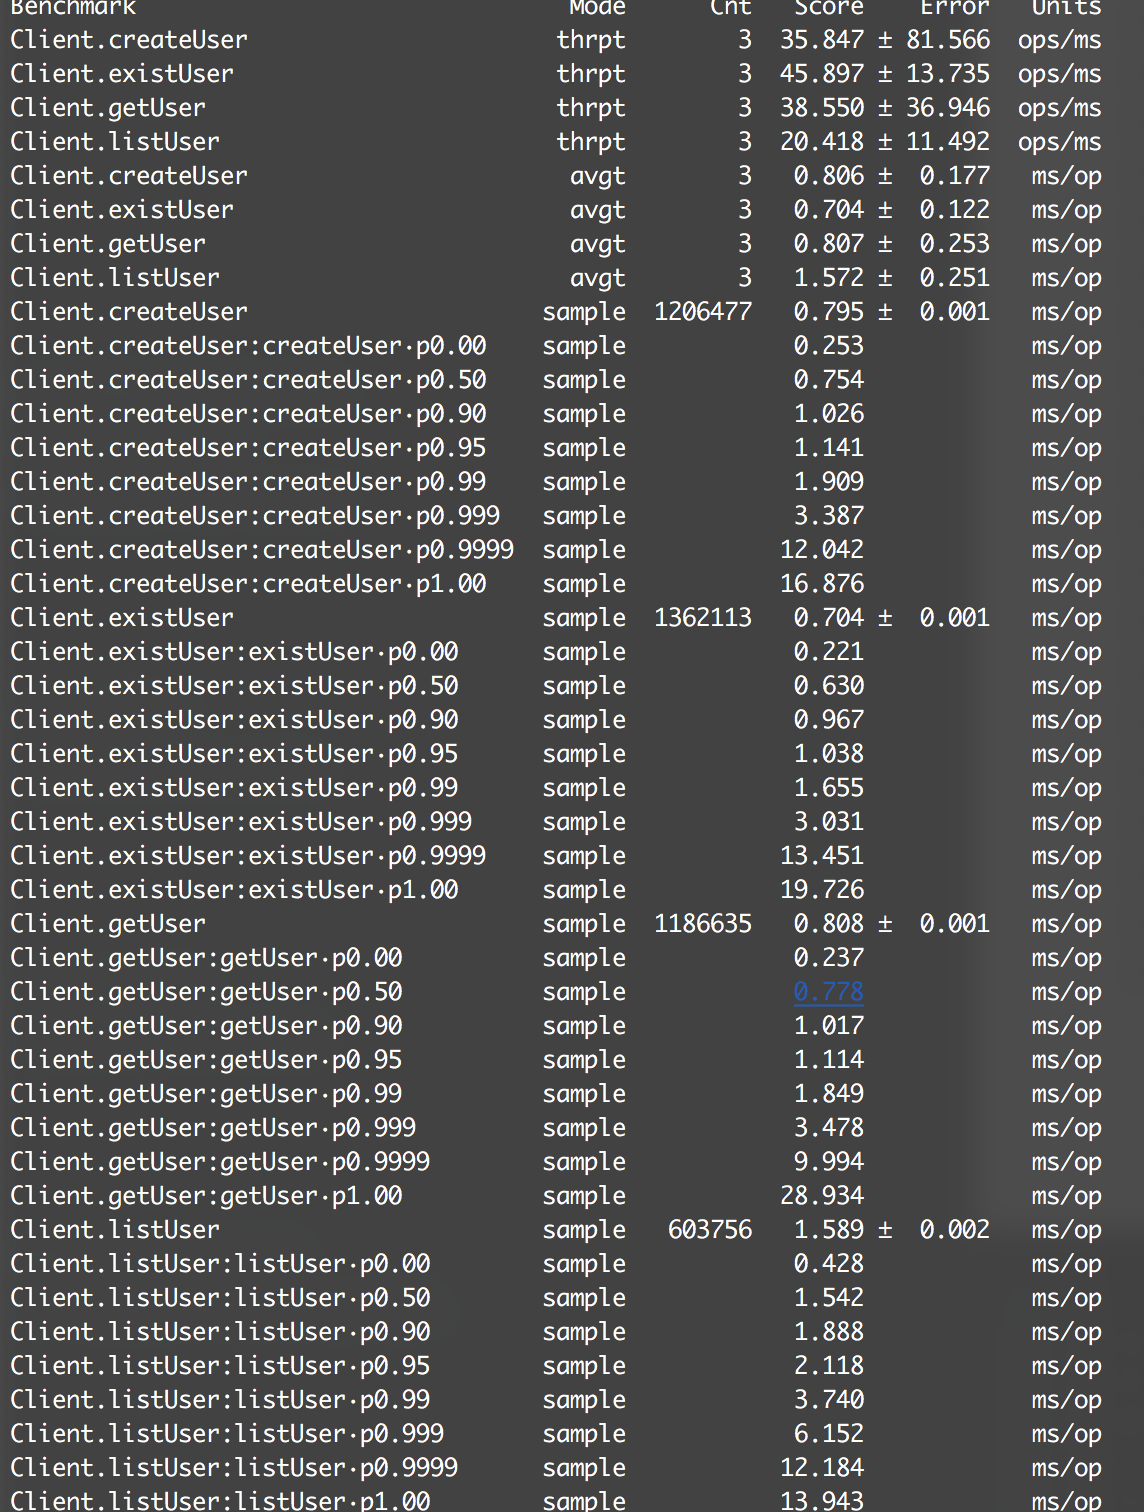 Benchmark Mode Cnt Score Error Units
Client.createUser thrpt 3 35.847 ± 81.566 ops/ms
Client.existUser thrpt 3 45.897 ± 13.735 ops/ms
Client.getUser thrpt 3 38.550 ± 36.946 ops/ms
Client.listUser thrpt 3 20.418 ± 11.492 ops/ms
Client.createUser avgt 3 0.806 ± 0.177 ms/op
Client.existUser avgt 3 0.704 ± 0.122 ms/op
Client.getUser avgt 3 0.807 ± 0.253 ms/op
Client.listUser avgt 3 1.572 ± 0.251 ms/op
Client.createUser sample 1206477 0.795 ± 0.001 ms/op
Client.createUser:createUser·p0.00 sample 0.253 ms/op
Client.createUser:createUser·p0.50 sample 0.754 ms/op
Client.createUser:createUser·p0.90 sample 1.026 ms/op
Client.createUser:createUser·p0.95 sample 1.141 ms/op
Client.createUser:createUser·p0.99 sample 1.909 ms/op
Client.createUser:createUser·p0.999 sample 3.387 ms/op
Client.createUser:createUser·p0.9999 sample 12.042 ms/op
Client.createUser:createUser·p1.00 sample 16.876 ms/op
Client.existUser sample 1362113 0.704 ± 0.001 ms/op
Client.existUser:existUser·p0.00 sample 0.221 ms/op
Client.existUser:existUser·p0.50 sample 0.630 ms/op
Client.existUser:existUser·p0.90 sample 0.967 ms/op
Client.existUser:existUser·p0.95 sample 1.038 ms/op
Client.existUser:existUser·p0.99 sample 1.655 ms/op
Client.existUser:existUser·p0.999 sample 3.031 ms/op
Client.existUser:existUser·p0.9999 sample 13.451 ms/op
Client.existUser:existUser·p1.00 sample 19.726 ms/op
Client.getUser sample 1186635 0.808 ± 0.001 ms/op
Client.getUser:getUser·p0.00 sample 0.237 ms/op
Client.getUser:getUser·p0.50 sample 0.778 ms/op
Client.getUser:getUser·p0.90 sample 1.017 ms/op
Client.getUser:getUser·p0.95 sample 1.114 ms/op
Client.getUser:getUser·p0.99 sample 1.849 ms/op
Client.getUser:getUser·p0.999 sample 3.478 ms/op
Client.getUser:getUser·p0.9999 sample 9.994 ms/op
Client.getUser:getUser·p1.00 sample 28.934 ms/op
Client.listUser sample 603756 1.589 ± 0.002 ms/op
Client.listUser:listUser·p0.00 sample 0.428 ms/op
Client.listUser:listUser·p0.50 sample 1.542 ms/op
Client.listUser:listUser·p0.90 sample 1.888 ms/op
Client.listUser:listUser·p0.95 sample 2.118 ms/op
Client.listUser:listUser·p0.99 sample 3.740 ms/op
Client.listUser:listUser·p0.999 sample 6.152 ms/op
Client.listUser:listUser·p0.9999 sample 12.184 ms/op
Client.listUser:listUser·p1.00 sample 13.943 ms/op